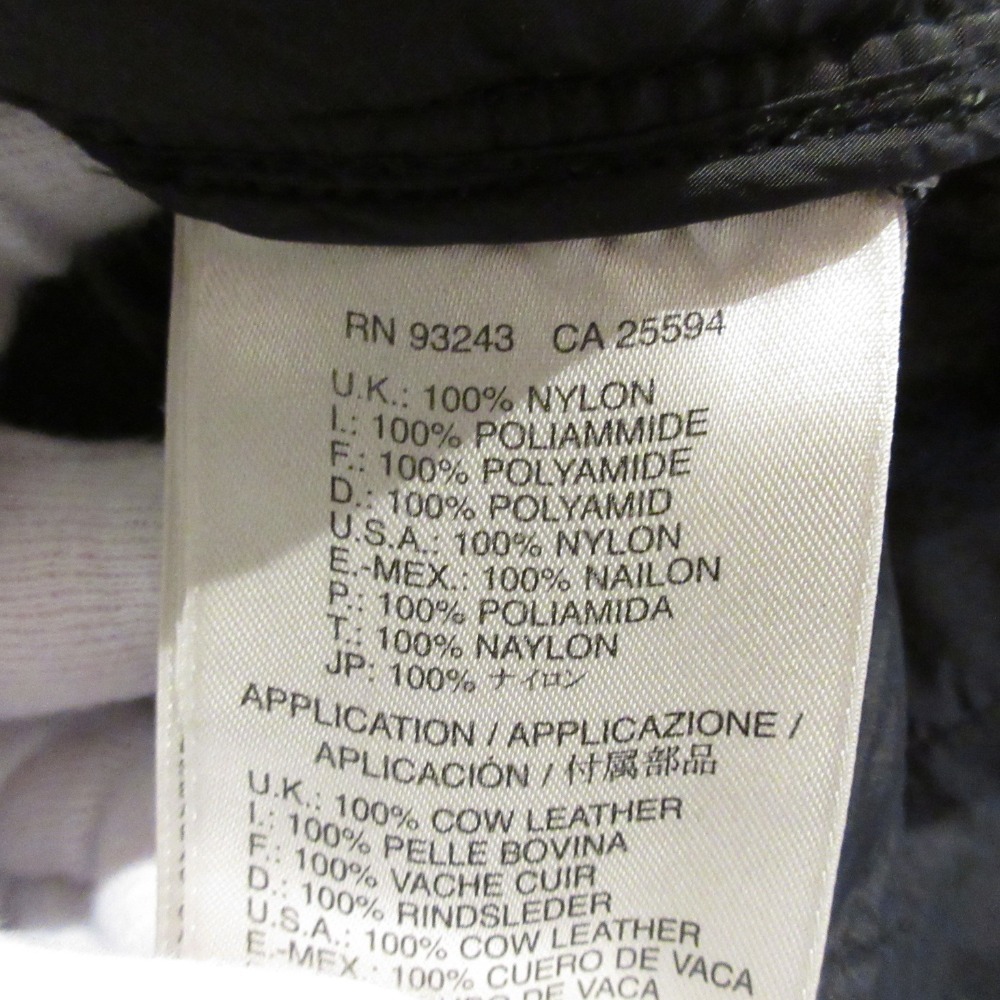 RN 93243 CA 25594
U.K.: 100% NYLON
I.: 100% POLIAMMIDE
F.: 100% POLYAMIDE
D.: 100% POLYAMID
U.S.A.: 100% NYLON
E.-MEX.: 100% NAILON
P.: 100% POLIAMIDA
T.: 100% NAYLON
JP: 100% ナイロン
APPLICATION / APPLICAZIONE /
APLICACIÓN / 付属部品
U.K.: 100% COW LEATHER
I.: 100% PELLE BOVINA
F.: 100% VACHE CUIR
D.: 100% RINDSLEDER
U.S.A.: 100% COW LEATHER
E.-MEX.: 100% CUERO DE VACA
DE VACA